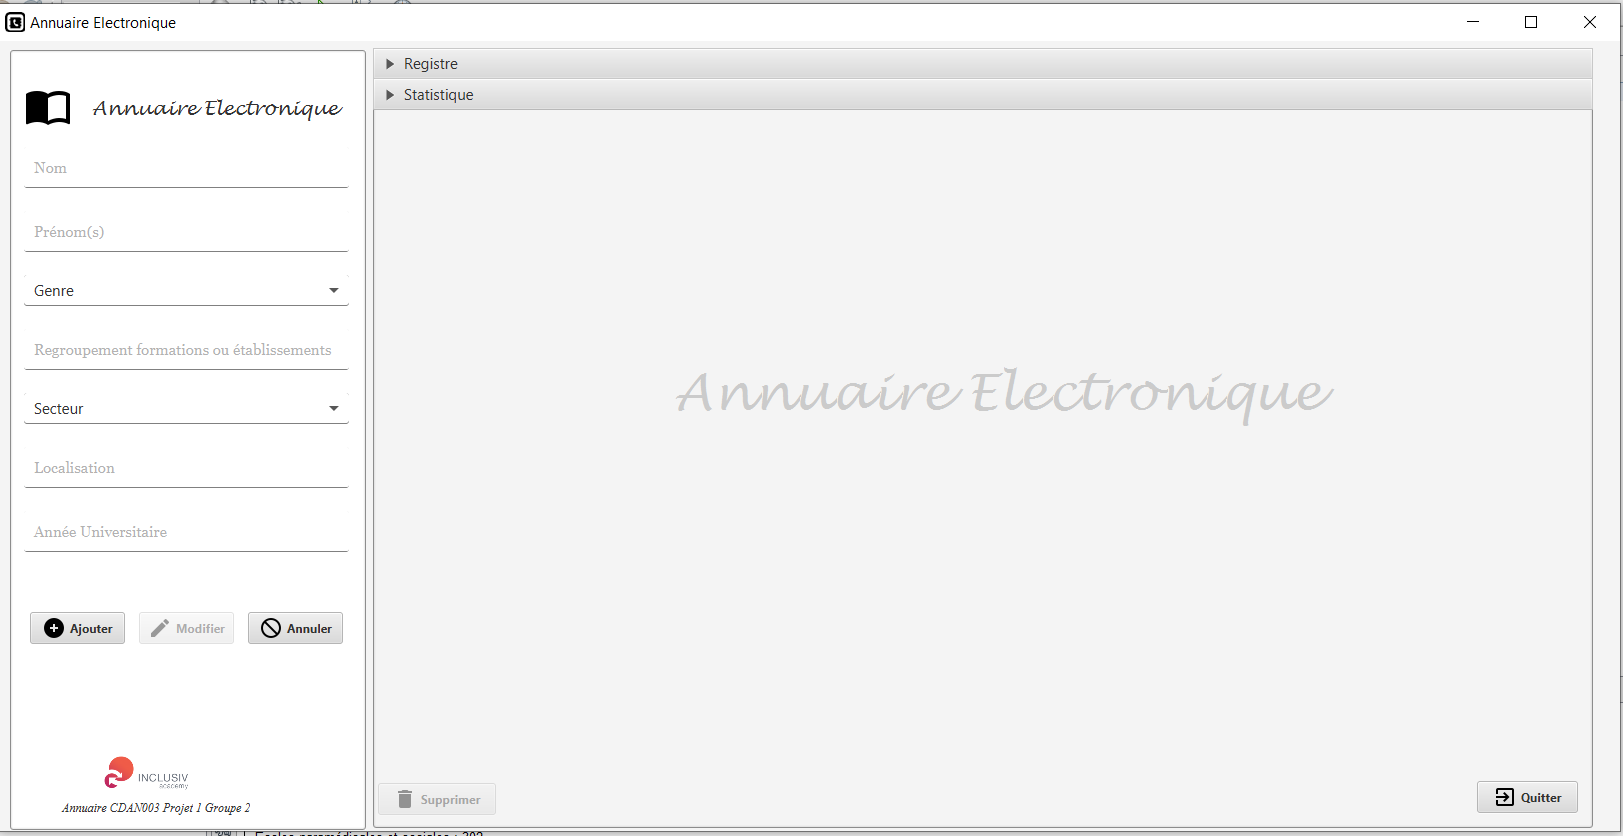 Annuaire Electronique
Annuaire Electronique
Nom
Prénom(s)
Genre
Regroupement formations ou établissements
Secteur
Localisation
Année Universitaire
Ajouter
Modifier
Annuler
INCLUSIV
academy
Annuaire CDAN003 Projet 1 Groupe 2
Registre
Statistique
Annuaire Electronique
Supprimer
Quitter